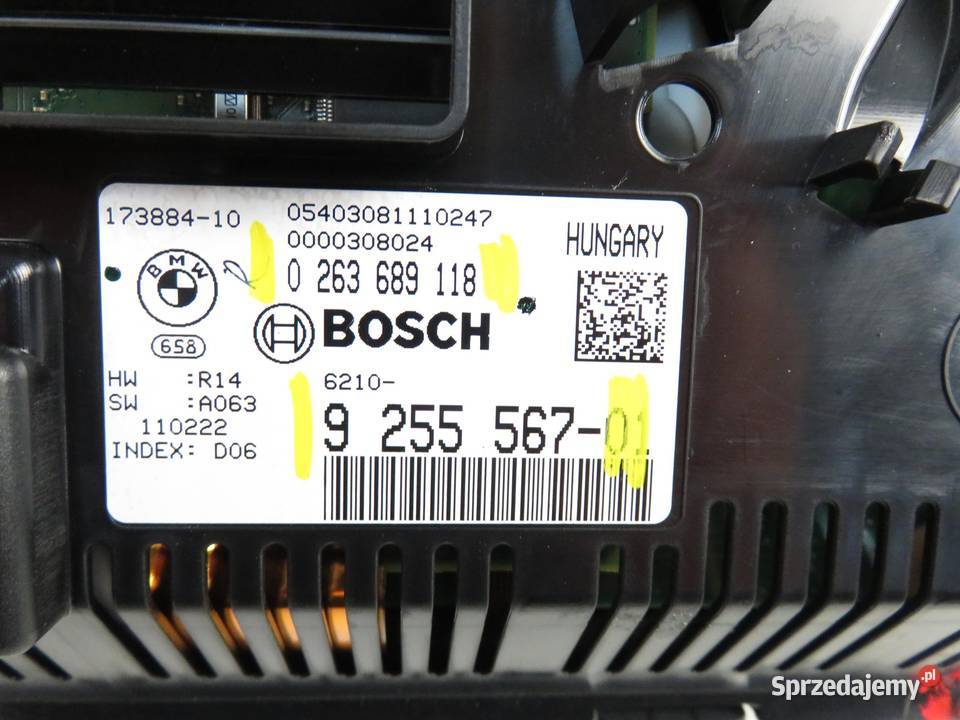 173884-10
05403081110247
0000308024
0 263 689 118
HUNGARY
BMW
BOSCH
658
HW :R14
SW :A063
110222
INDEX: D06
6210-
9 255 567-01
Sprzedajemy.pl